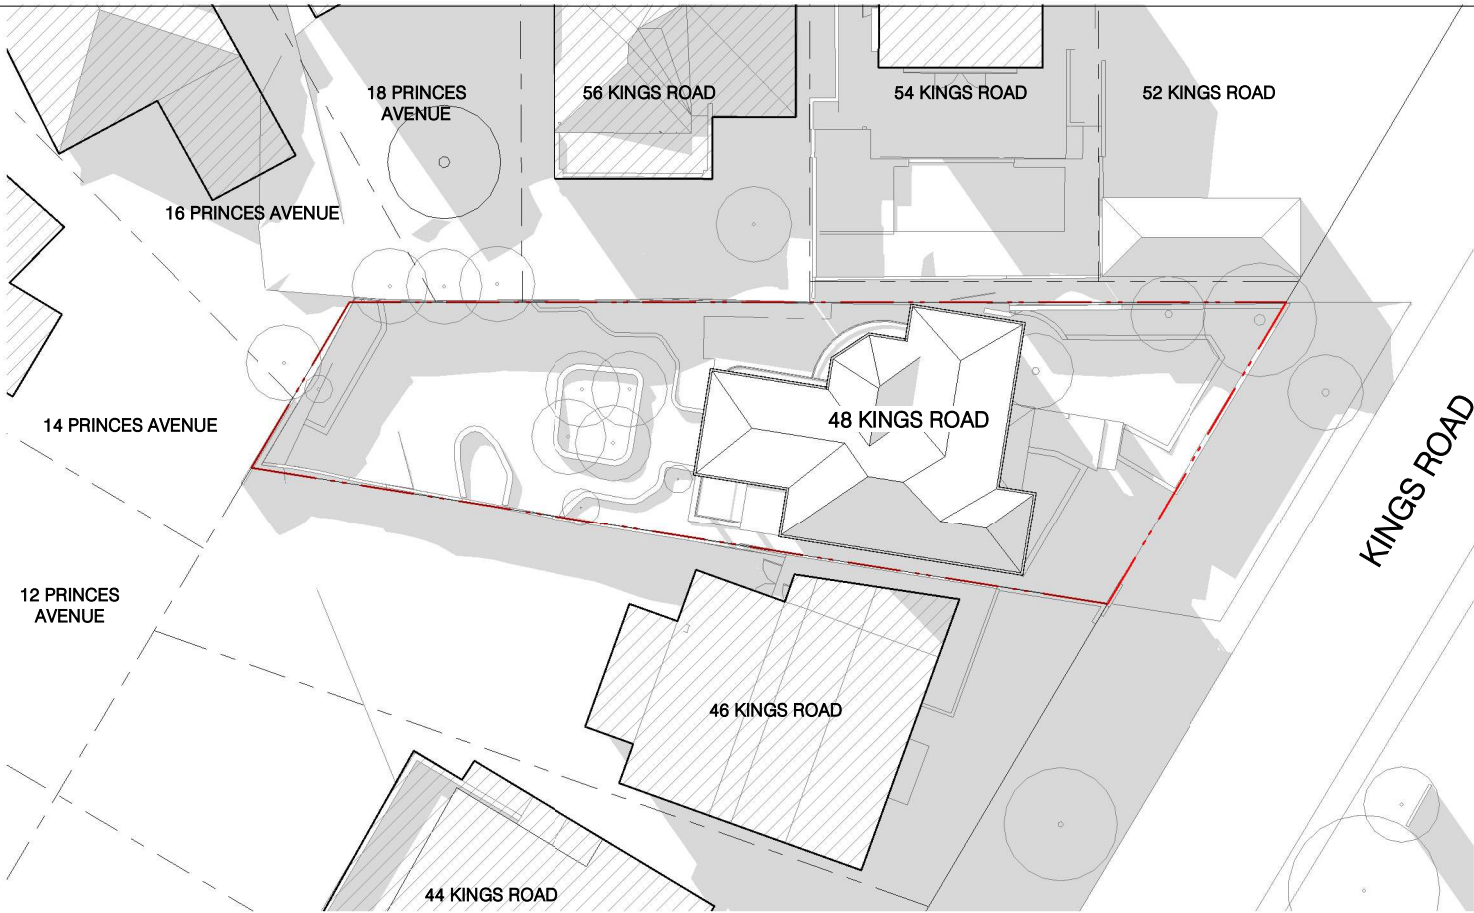 18 PRINCES
AVENUE
56 KINGS ROAD
54 KINGS ROAD
52 KINGS ROAD
16 PRINCES AVENUE
14 PRINCES AVENUE
48 KINGS ROAD
KINGS ROAD
12 PRINCES
AVENUE
46 KINGS ROAD
44 KINGS ROAD